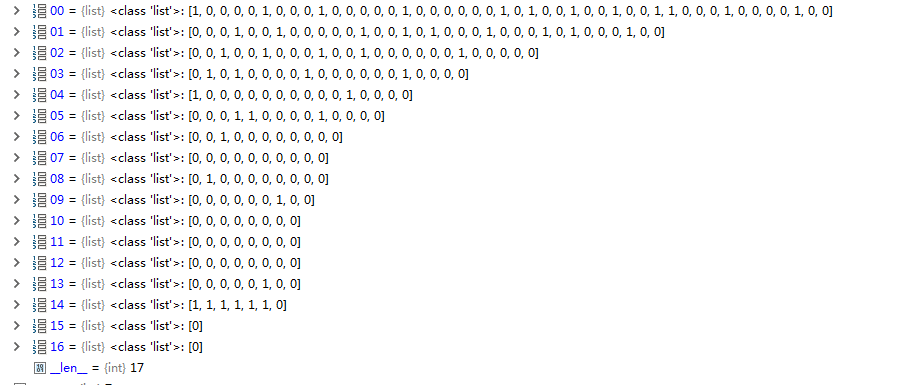 00 = {list} <class 'list'>: [1, 0, 0, 0, 0, 1, 0, 0, 0, 1, 0, 0, 0, 0, 0, 1, 0, 0, 0, 0, 0, 0, 1, 0, 1, 0, 0, 1, 0, 0, 1, 0, 0, 1, 1, 0, 0, 0, 1, 0, 0, 0, 0, 1, 0, 0]
01 = {list} <class 'list'>: [0, 0, 0, 1, 0, 0, 1, 0, 0, 0, 0, 0, 1, 0, 0, 1, 0, 1, 0, 0, 0, 1, 0, 0, 0, 1, 0, 1, 0, 0, 0, 1, 0, 0]
02 = {list} <class 'list'>: [0, 0, 1, 0, 0, 1, 0, 0, 0, 1, 0, 0, 1, 0, 0, 0, 0, 0, 0, 1, 0, 0, 0, 0, 0]
03 = {list} <class 'list'>: [0, 1, 0, 1, 0, 0, 0, 0, 1, 0, 0, 0, 0, 0, 0, 1, 0, 0, 0, 0]
04 = {list} <class 'list'>: [1, 0, 0, 0, 0, 0, 0, 0, 0, 0, 0, 1, 0, 0, 0, 0]
05 = {list} <class 'list'>: [0, 0, 0, 1, 1, 0, 0, 0, 0, 1, 0, 0, 0, 0]
06 = {list} <class 'list'>: [0, 0, 1, 0, 0, 0, 0, 0, 0, 0, 0]
07 = {list} <class 'list'>: [0, 0, 0, 0, 0, 0, 0, 0, 0, 0]
08 = {list} <class 'list'>: [0, 1, 0, 0, 0, 0, 0, 0, 0, 0]
09 = {list} <class 'list'>: [0, 0, 0, 0, 0, 0, 1, 0, 0]
10 = {list} <class 'list'>: [0, 0, 0, 0, 0, 0, 0, 0]
11 = {list} <class 'list'>: [0, 0, 0, 0, 0, 0, 0, 0]
12 = {list} <class 'list'>: [0, 0, 0, 0, 0, 0, 0, 0]
13 = {list} <class 'list'>: [0, 0, 0, 0, 0, 1, 0, 0]
14 = {list} <class 'list'>: [1, 1, 1, 1, 1, 1, 0]
15 = {list} <class 'list'>: [0]
16 = {list} <class 'list'>: [0]
__len__ = {int} 17